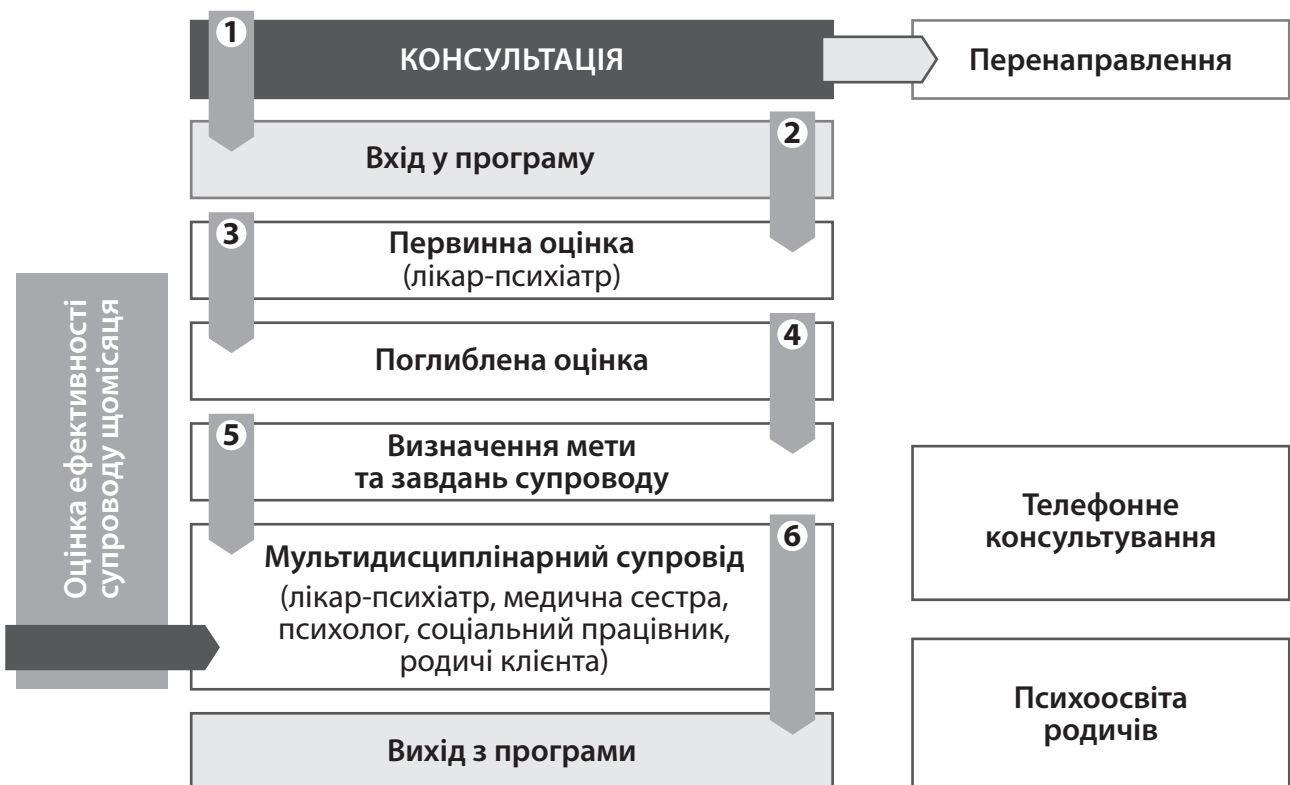 1
КОНСУЛЬТАЦІЯ
Перенаправлення
Вхід у програму
2
3
Первинна оцінка
(лікар-психіатр)
Поглиблена оцінка
4
5
Визначення мети
та завдань супроводу
Мультидисциплінарний супровід
(лікар-психіатр, медична сестра,
психолог, соціальний працівник,
родичі клієнта)
6
Вихід з програми
Оцінка ефективності
супроводу щомісяця
Телефонне
консультування
Психоосвіта
родичів